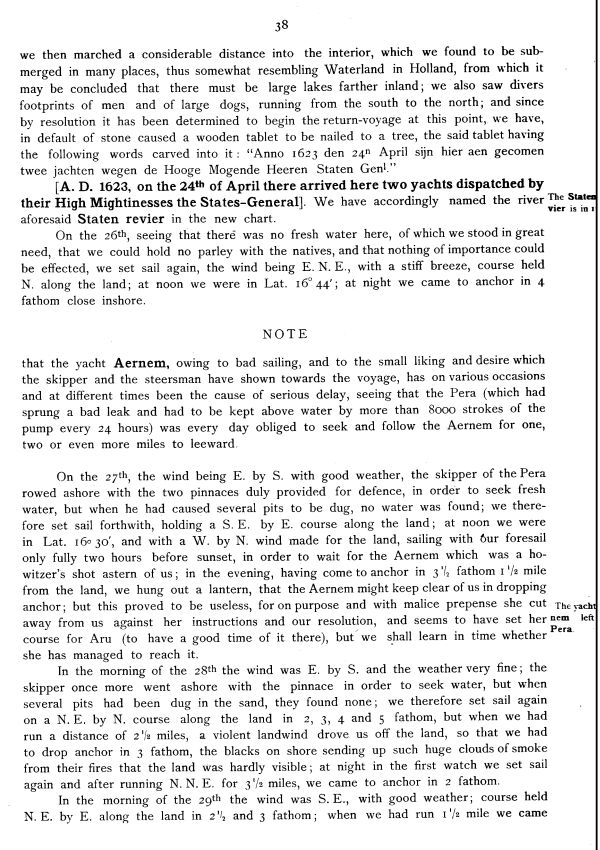 38
we then marched a considerable distance into the interior, which we found to be sub-
merged in many places, thus somewhat resembling Waterland in Holland, from which it
may be concluded that there must be large lakes farther inland; we also saw divers
footprints of men and of large dogs, running from the south to the north; and since
by resolution it has been determined to begin the return-voyage at this point, we have,
in default of stone caused a wooden tablet to be nailed to a tree, the said tablet having
the following words carved into it: "Anno 1623 den 24n April sijn hier aen gecomen
twee jachten wegen de Hooge Mogende Heeren Staten Genl."
[A. D. 1623, on the 24th of April there arrived here two yachts dispatched by
their High Mightinesses the States-General]. We have accordingly named the river
aforesaid Staten revier in the new chart.
The Staten
vier is in
On the 26th, seeing that there was no fresh water here, of which we stood in great
need, that we could hold no parley with the natives, and that nothing of importance could
be effected, we set sail again, the wind being E. N. E., with a stiff breeze, course held
N. along the land; at noon we were in Lat. 16° 44′; at night we came to anchor in 4
fathom close inshore.
NOTE
that the yacht Aernem, owing to bad sailing, and to the small liking and desire which
the skipper and the steersman have shown towards the voyage, has on various occasions
and at different times been the cause of serious delay, seeing that the Pera (which had
sprung a bad leak and had to be kept above water by more than 8000 strokes of the
pump every 24 hours) was every day obliged to seek and follow the Aernem for one,
two or even more miles to leeward.
On the 27th, the wind being E. by S. with good weather, the skipper of the Pera
rowed ashore with the two pinnaces duly provided for defence, in order to seek fresh
water, but when he had caused several pits to be dug, no water was found; we there-
fore set sail forthwith, holding a S. E. by E. course along the land; at noon we were
in Lat. 16° 30′, and with a W. by N. wind made for the land, sailing with our foresail
only fully two hours before sunset, in order to wait for the Aernem which was a ho-
witzer's shot astern of us; in the evening, having come to anchor in 3 1/2 fathom 1 1/2 mile
from the land, we hung out a lantern, that the Aernem might keep clear of us in dropping
anchor; but this proved to be useless, for on purpose and with malice prepense she cut
away from us against her instructions and our resolution, and seems to have set her
course for Aru (to have a good time of it there), but we shall learn in time whether
she has managed to reach it.
The yacht
nem left
Pera.
In the morning of the 28th the wind was E. by S. and the weather very fine; the
skipper once more went ashore with the pinnace in order to seek water, but when
several pits had been dug in the sand, they found none; we therefore set sail again
on a N. E. by N. course along the land in 2, 3, 4 and 5 fathom, but when we had
run a distance of 2 1/2 miles, a violent landwind drove us off the land, so that we had
to drop anchor in 3 fathom, the blacks on shore sending up such huge clouds of smoke
from their fires that the land was hardly visible; at night in the first watch we set sail
again and after running N. N. E. for 3 1/2 miles, we came to anchor in 2 fathom.
In the morning of the 29th the wind was S. E., with good weather; course held
N. E. by E. along the land in 2 1/2 and 3 fathom; when we had run 1 1/2 mile we came